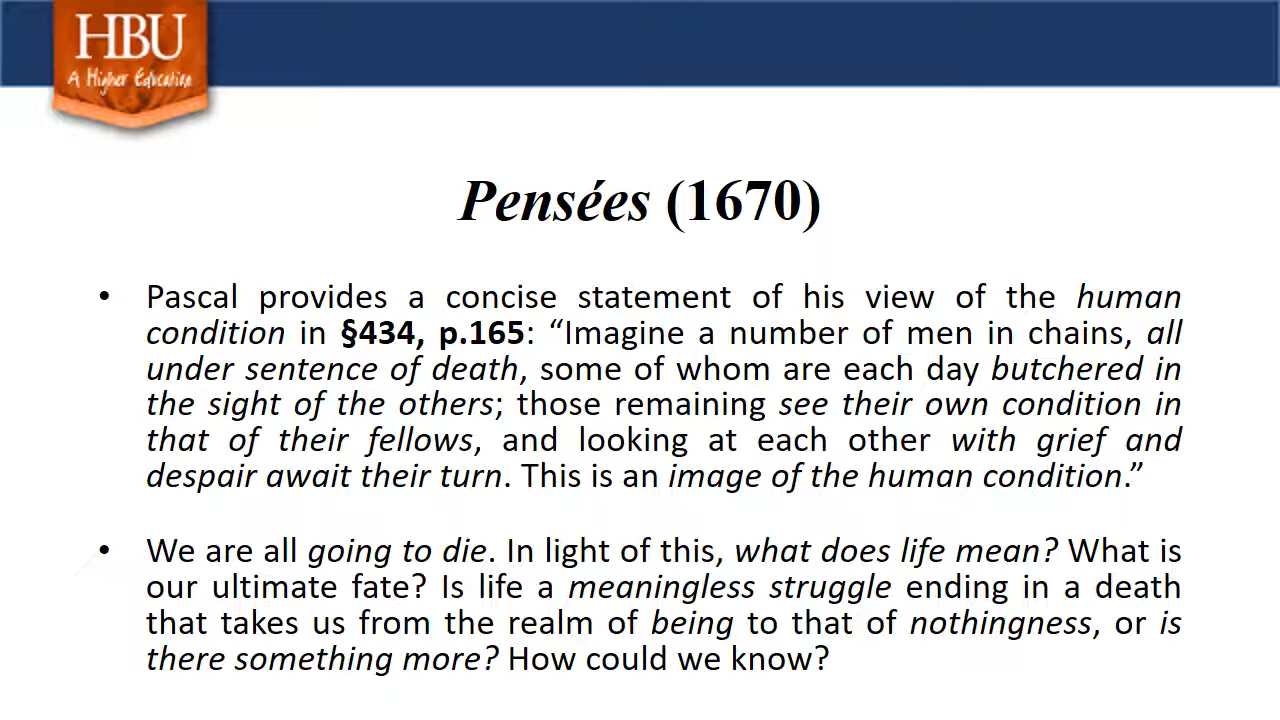 HBU
A Higher Education
Pensées (1670)
• Pascal provides a concise statement of his view of the human
condition in §434, p.165: “Imagine a number of men in chains, all
under sentence of death, some of whom are each day butchered in
the sight of the others; those remaining see their own condition in
that of their fellows, and looking at each other with grief and
despair await their turn. This is an image of the human condition.”
• We are all going to die. In light of this, what does life mean? What is
our ultimate fate? Is life a meaningless struggle ending in a death
that takes us from the realm of being to that of nothingness, or is
there something more? How could we know?